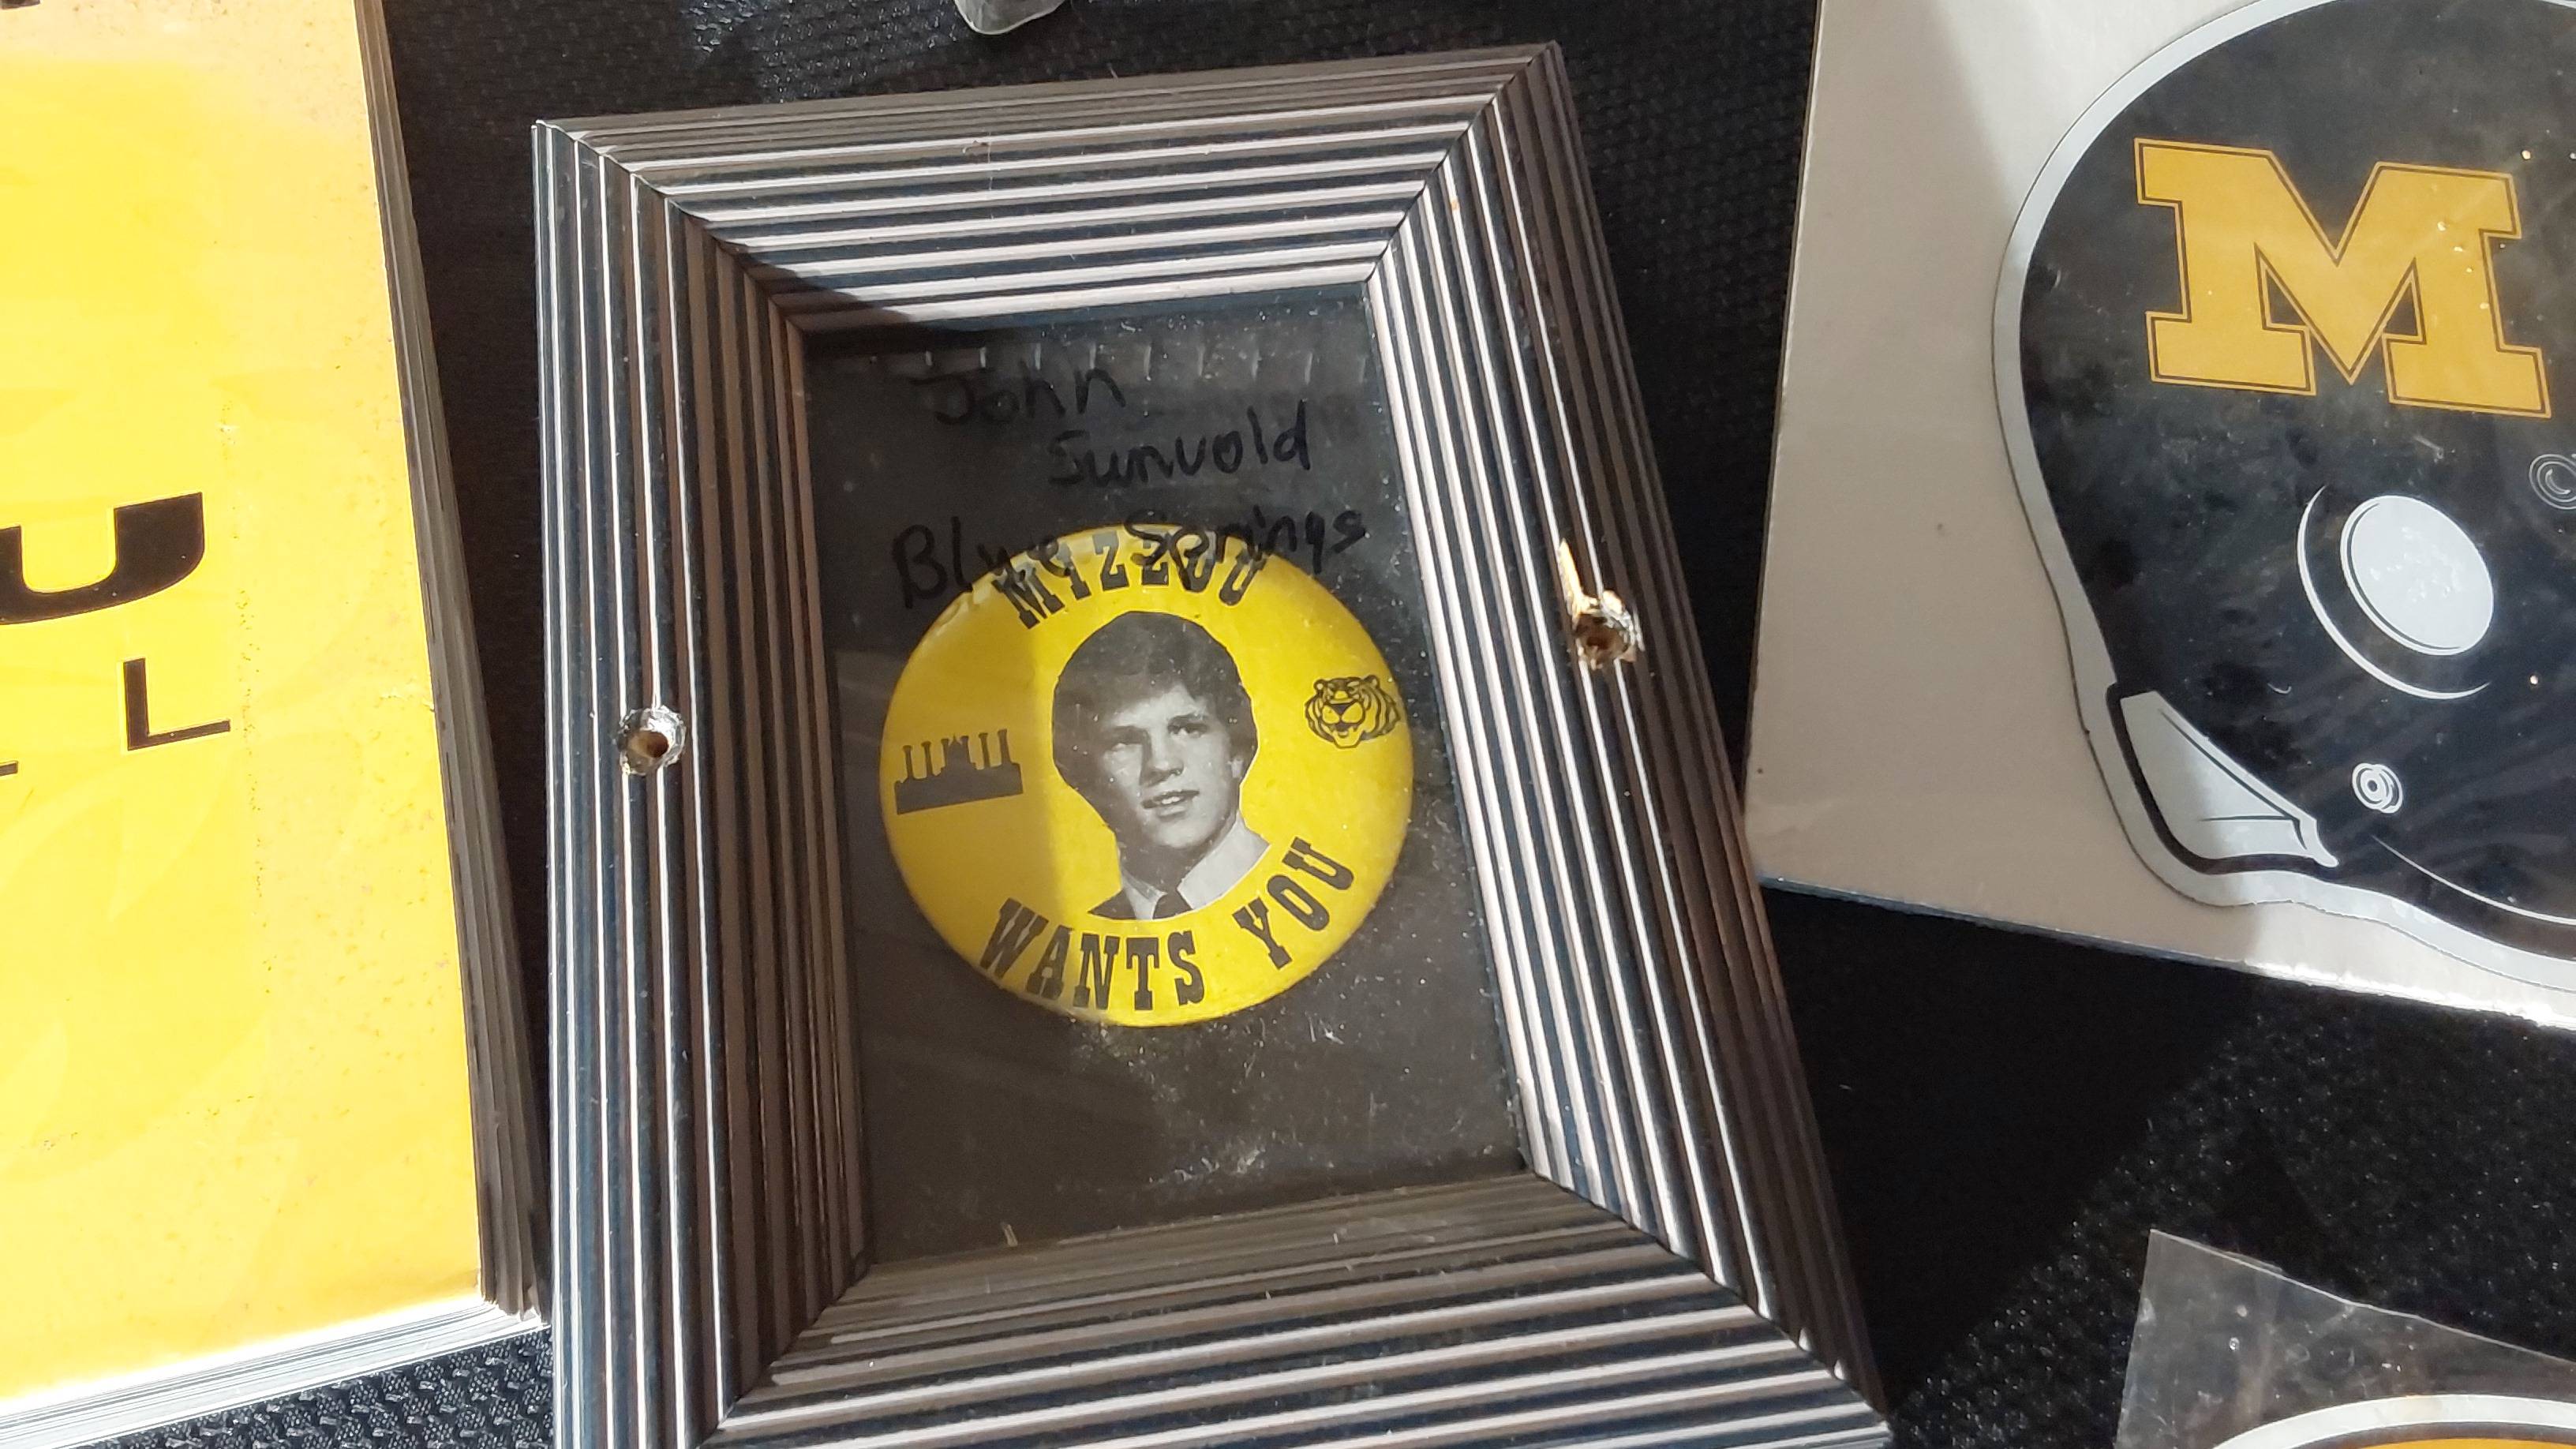 U
L
John
Sunvold
Blue Springs
MIZZOU
WANTS YOU
M